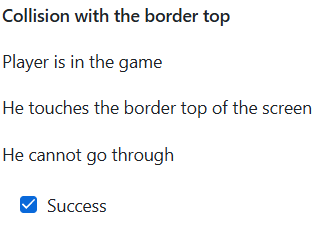 Collision with the border top
Player is in the game
He touches the border top of the screen
He cannot go through
Success